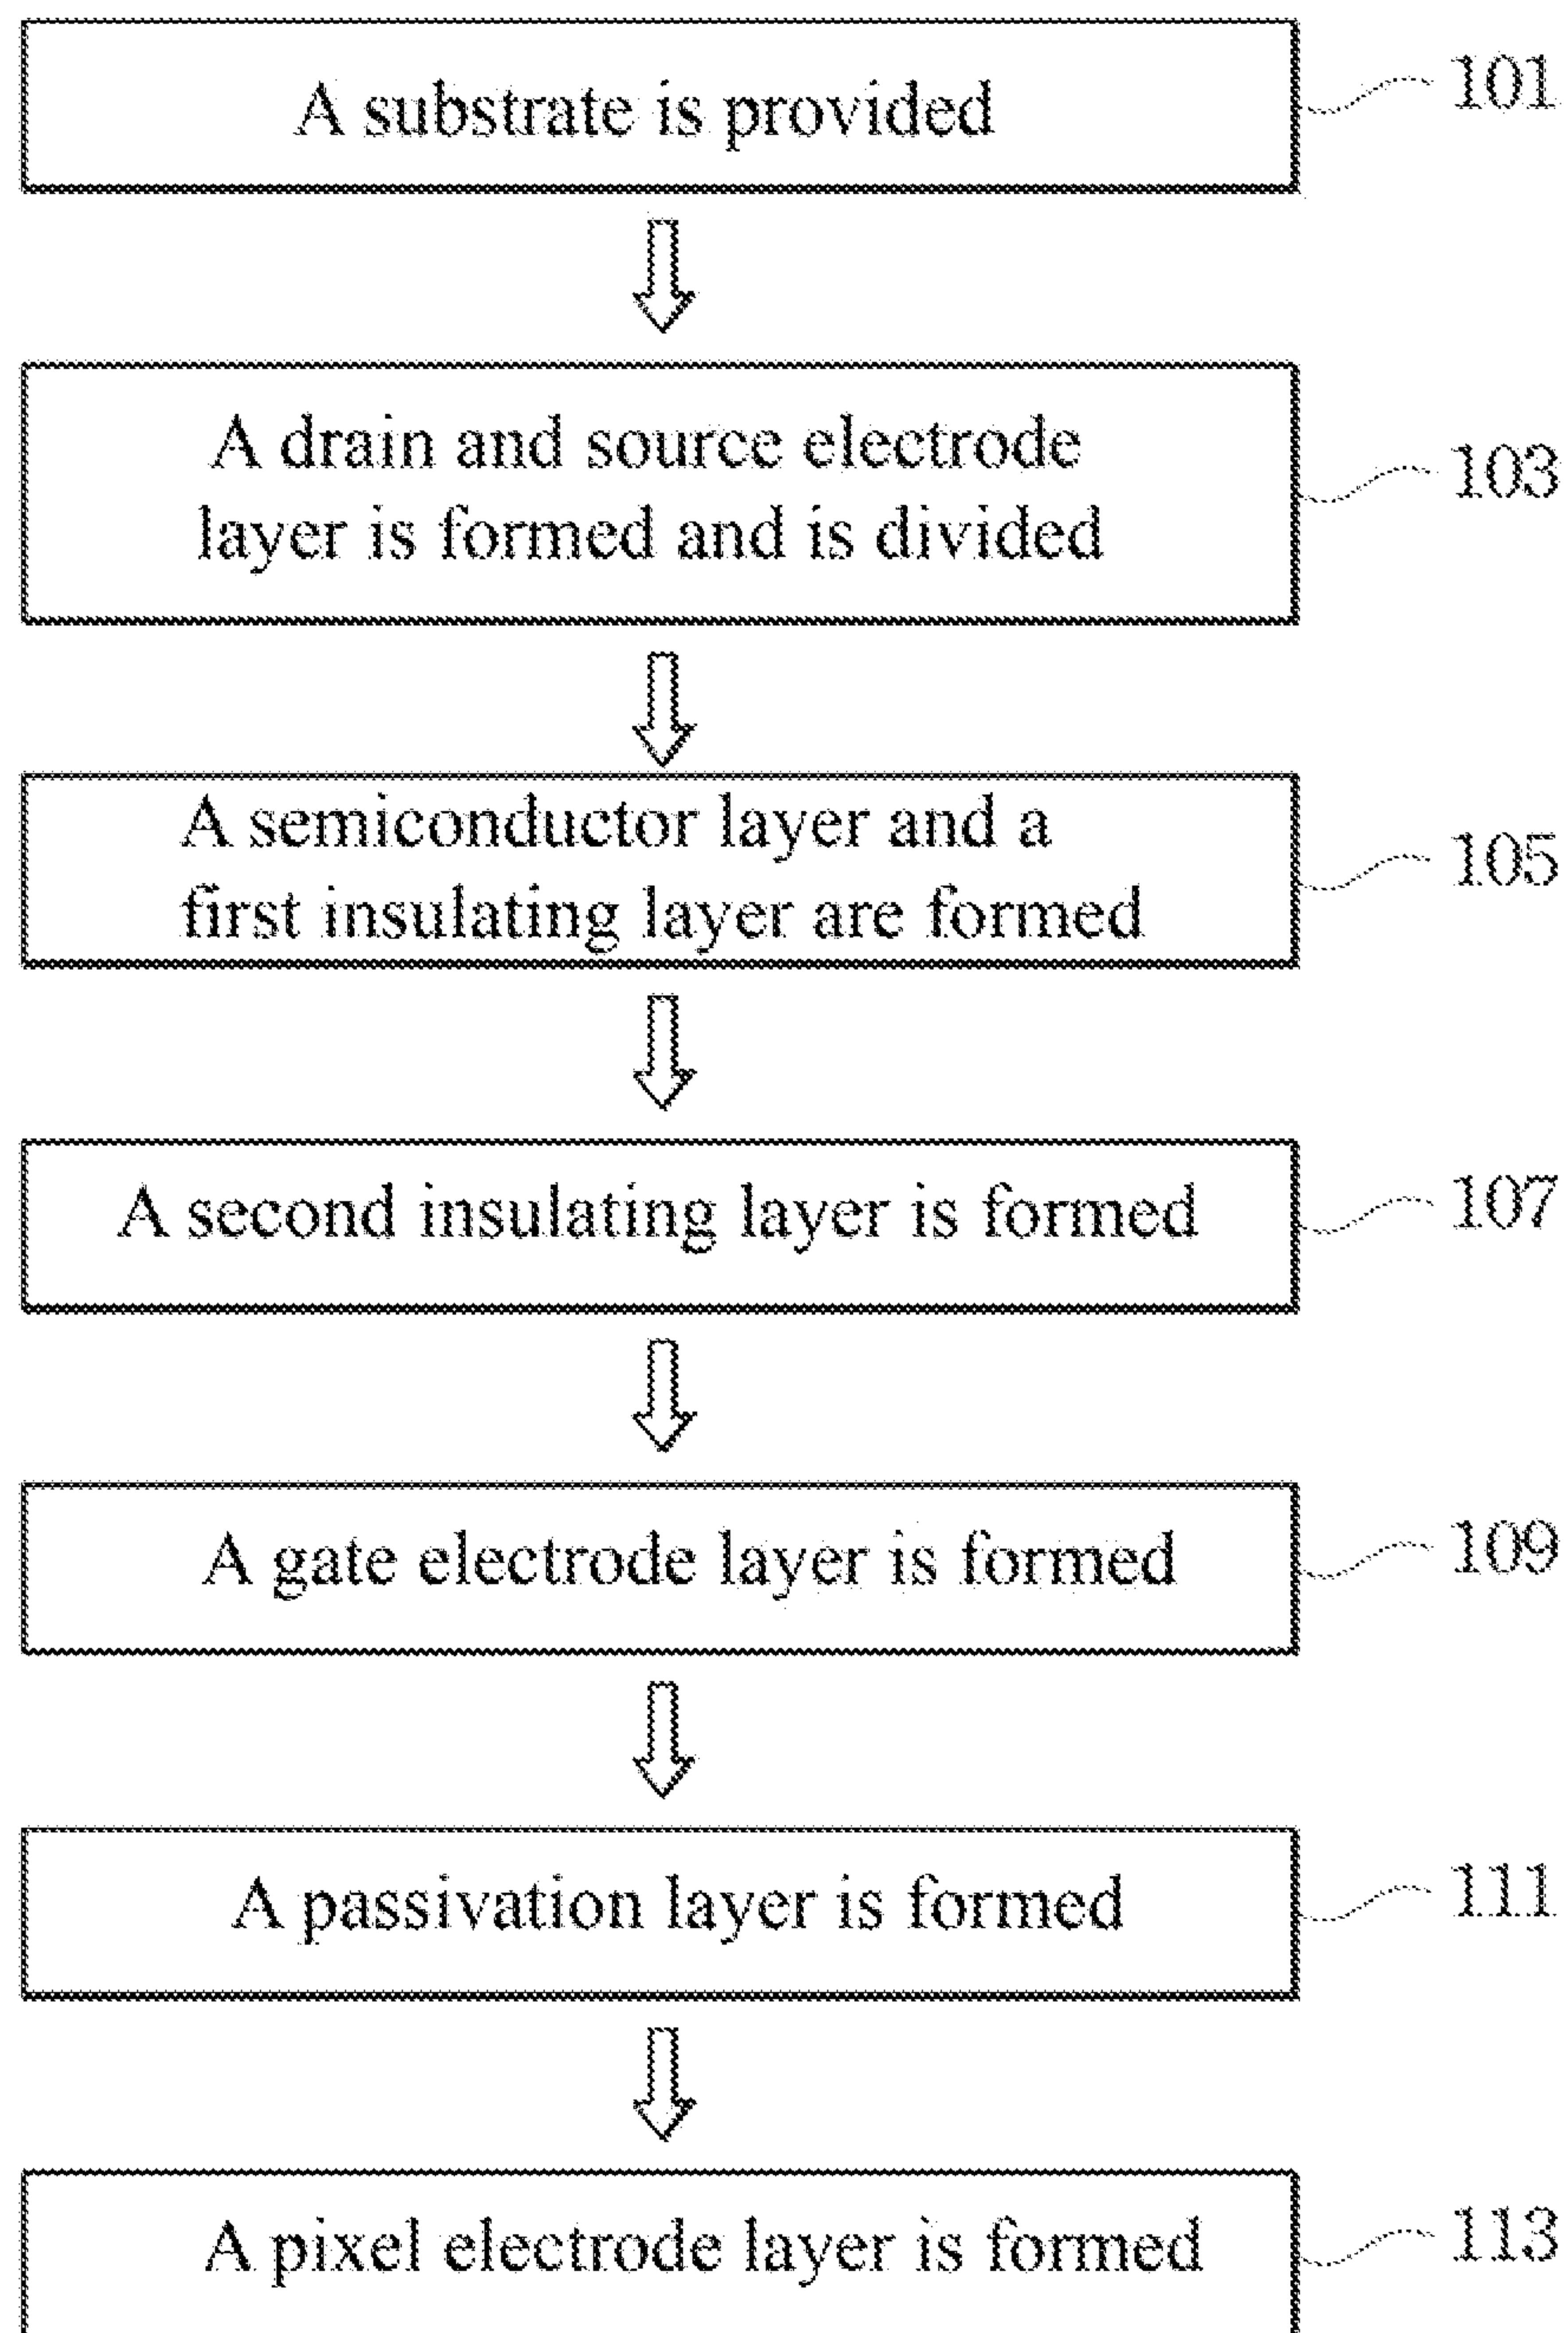 A substrate is provided
101
A drain and source electrode
layer is formed and is divided
103
A semiconductor layer and a
first insulating layer are formed
105
A second insulating layer is formed
107
A gate electrode layer is formed
109
A passivation layer is formed
111
A pixel electrode layer is formed
113